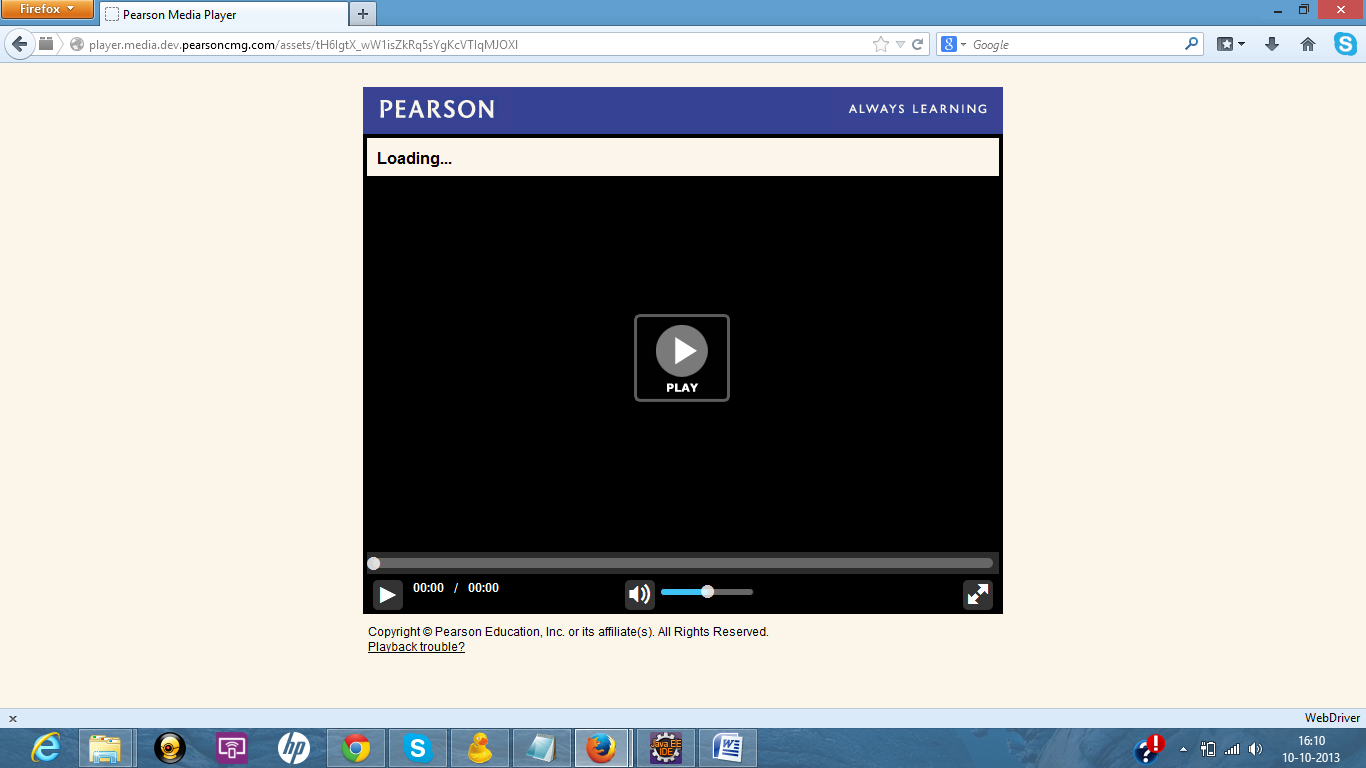 Firefox
Pearson Media Player
player.media.dev.pearsoncmg.com/assets/tH6IgtX_wW1isZkRq5sYgKcVTIqMJOXI
Google
PEARSON
ALWAYS LEARNING
Loading...
PLAY
00:00 / 00:00
Copyright © Pearson Education, Inc. or its affiliate(s). All Rights Reserved.
Playback trouble?
WebDriver
Java EE
IDE
16:10
10-10-2013